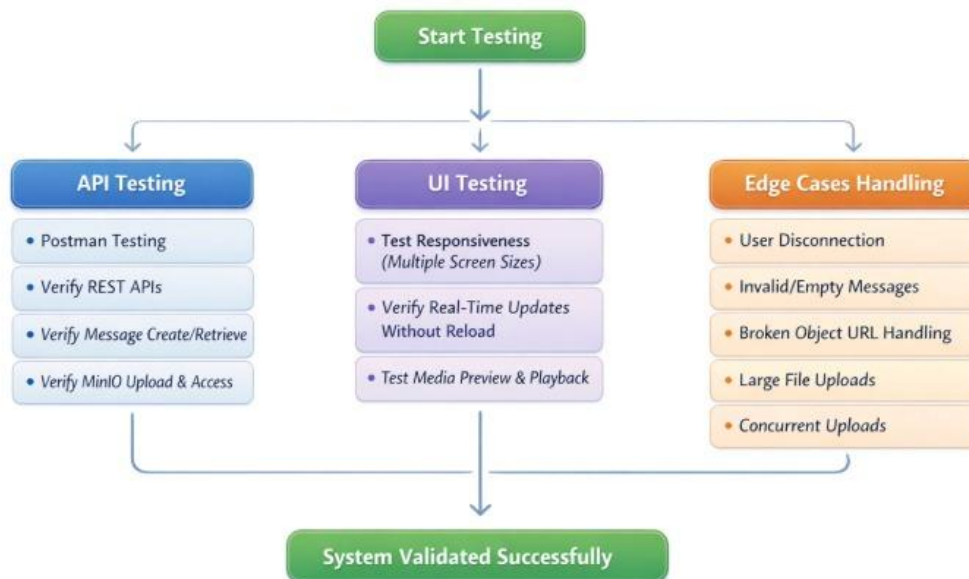 Start Testing
API Testing
• Postman Testing
• Verify REST APIs
• Verify Message Create/Retrieve
• Verify MinIO Upload & Access
UI Testing
• Test Responsiveness
(Multiple Screen Sizes)
• Verify Real-Time Updates
Without Reload
• Test Media Preview & Playback
Edge Cases Handling
• User Disconnection
• Invalid/Empty Messages
• Broken Object URL Handling
• Large File Uploads
• Concurrent Uploads
System Validated Successfully